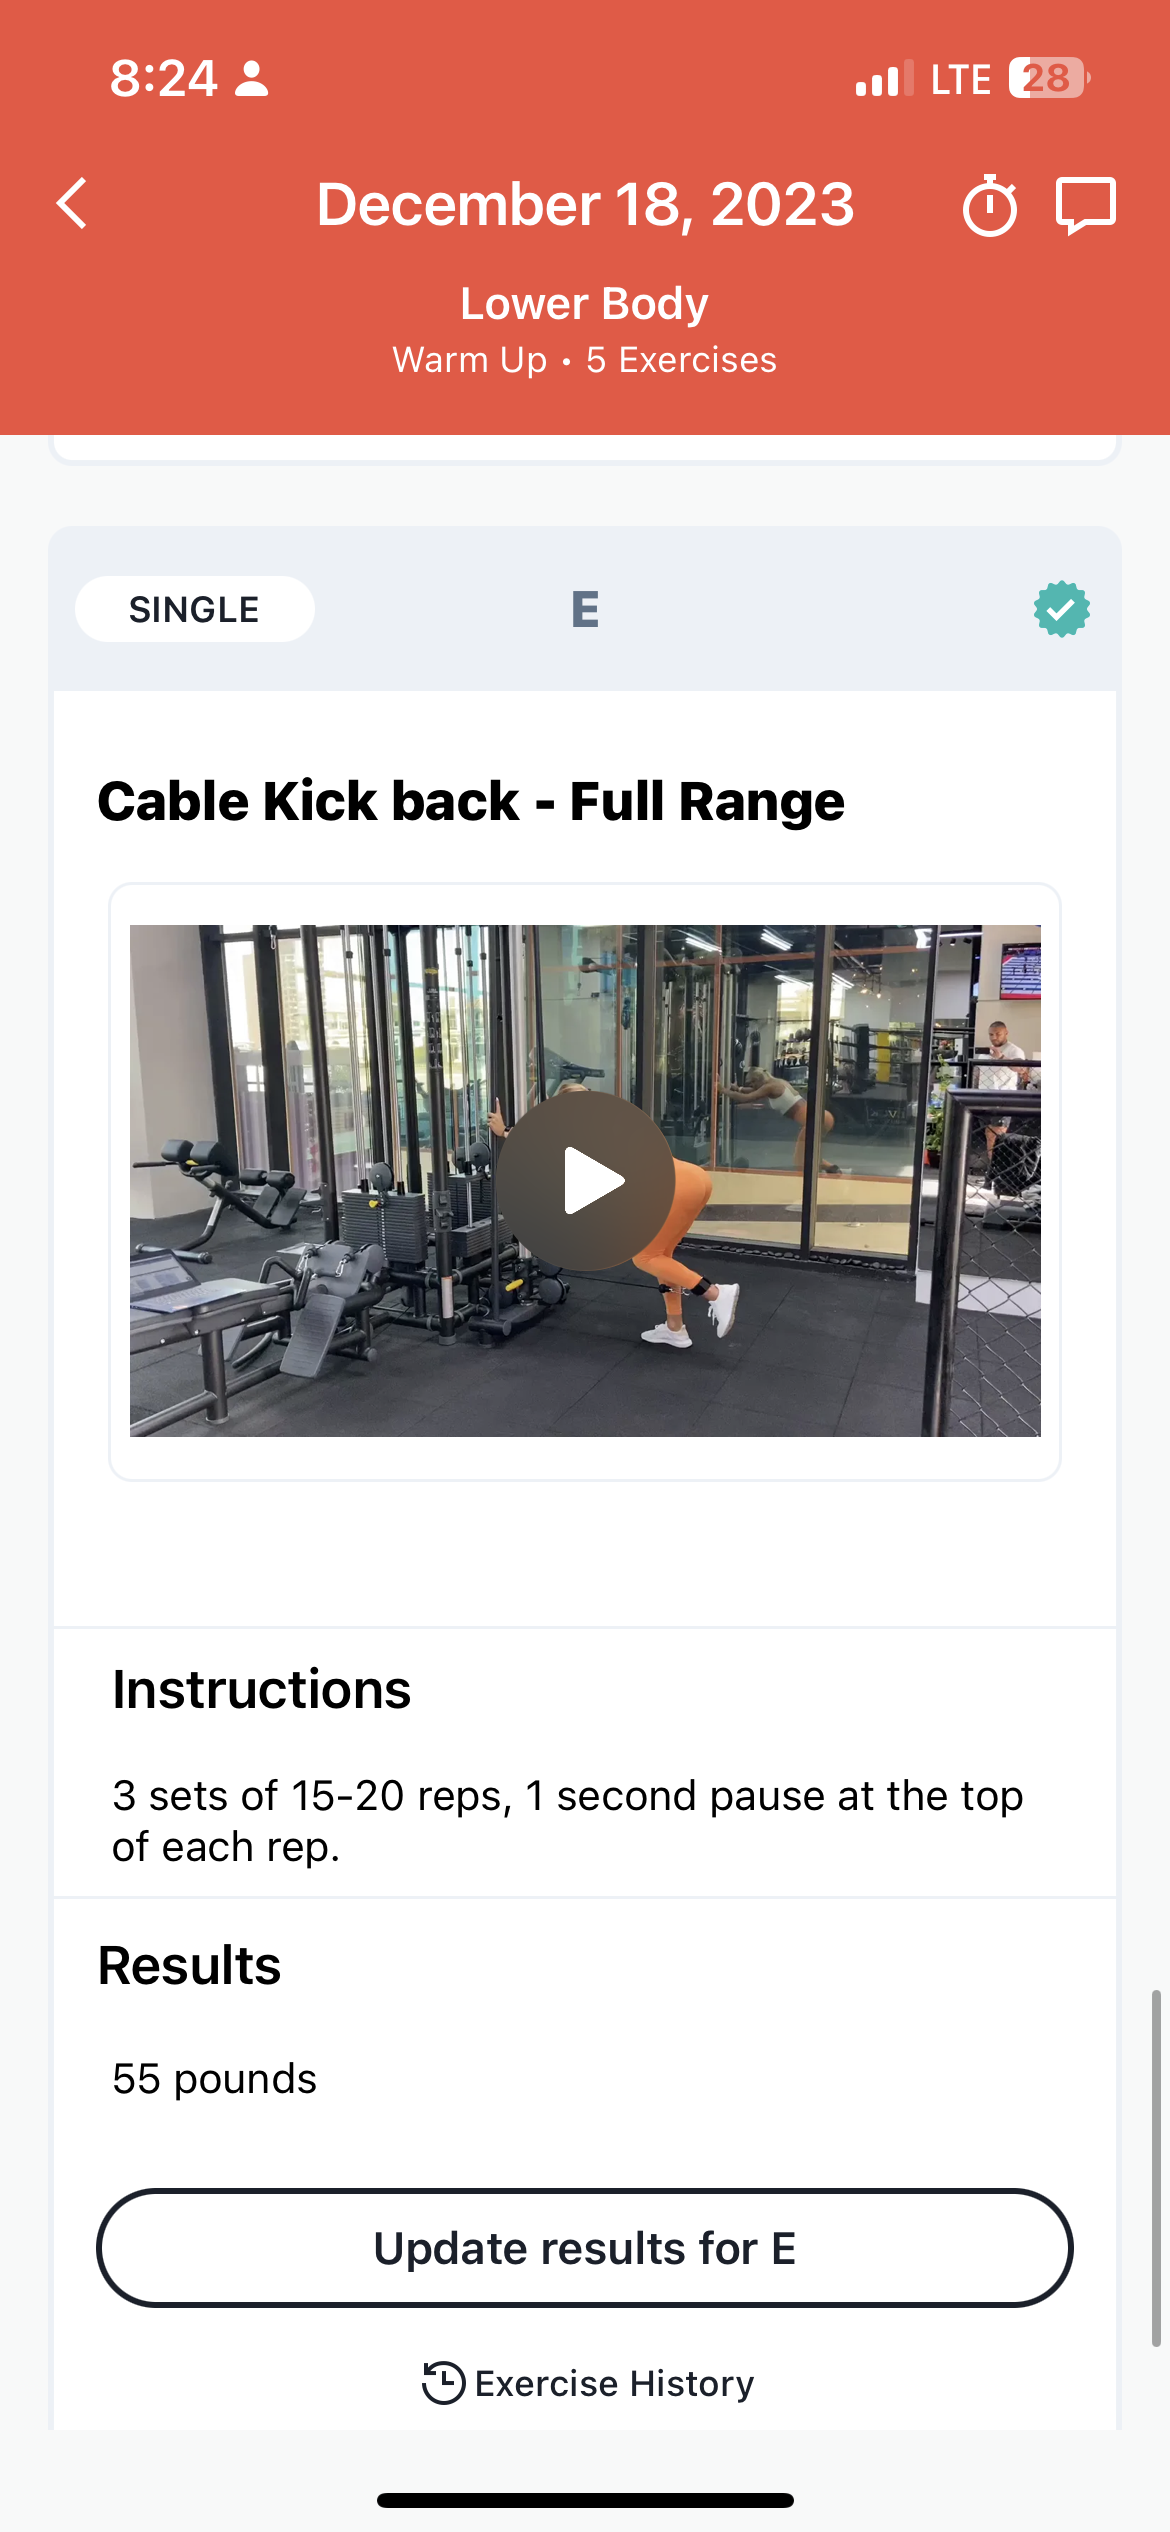 8:24
LTE 28
December 18, 2023
Lower Body
Warm Up • 5 Exercises
SINGLE
E
Cable Kick back - Full Range
Instructions
3 sets of 15-20 reps, 1 second pause at the top
of each rep.
Results
55 pounds
Update results for E
Exercise History